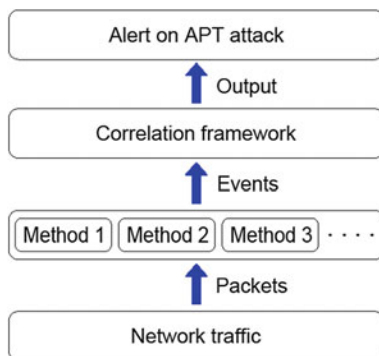 Alert on APT attack
Output
Correlation framework
Events
Method 1 Method 2 Method 3 · · · ·
Packets
Network traffic